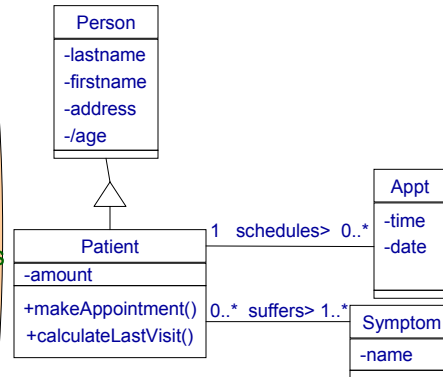 Person
-lastname
-firstname
-address
-/age
Appt
-time
-date
1 schedules> 0..*
Patient
-amount
+makeAppointment()
+calculateLastVisit()
0..* suffers> 1..*
Symptom
-name